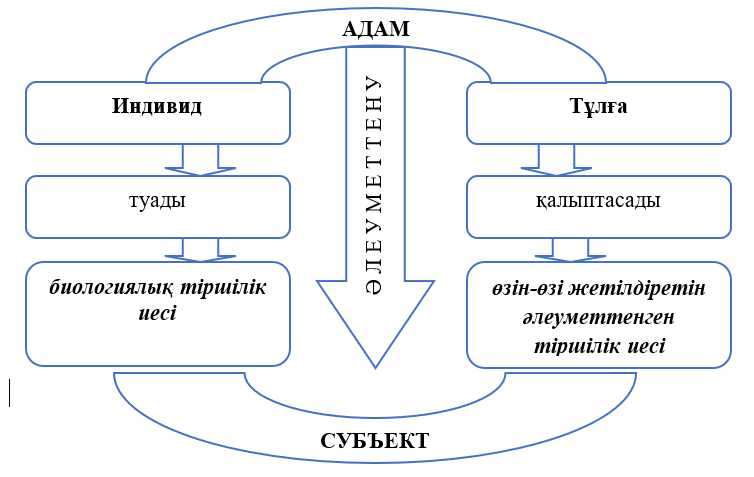 АДАМ
Индивид
Тұлға
ӘЛЕУМЕТТЕНУ
туады
қалыптасады
биологиялық тіршілік
иесі
өзін-өзі жетілдіретін
әлеуметтенген
тіршілік иесі
СУБЪЕКТ